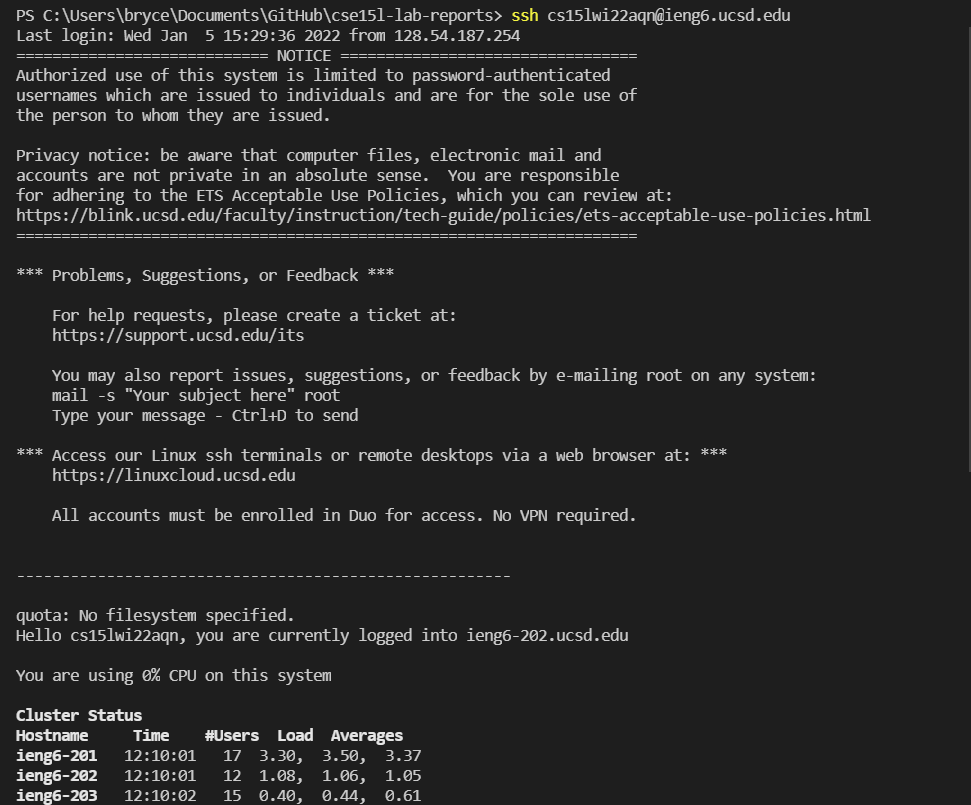 PS C:\Users\bryce\Documents\GitHub\cse15l-lab-reports> ssh cs15lwi22aqn@ieng6.ucsd.edu
Last login: Wed Jan  5 15:29:36 2022 from 128.54.187.254
============================ NOTICE =================================
Authorized use of this system is limited to password-authenticated
usernames which are issued to individuals and are for the sole use of
the person to whom they are issued.

Privacy notice: be aware that computer files, electronic mail and
accounts are not private in an absolute sense.  You are responsible
for adhering to the ETS Acceptable Use Policies, which you can review at:
https://blink.ucsd.edu/faculty/instruction/tech-guide/policies/ets-acceptable-use-policies.html
=====================================================================

*** Problems, Suggestions, or Feedback ***

    For help requests, please create a ticket at:
    https://support.ucsd.edu/its

    You may also report issues, suggestions, or feedback by e-mailing root on any system:
    mail -s "Your subject here" root
    Type your message - Ctrl+D to send

*** Access our Linux ssh terminals or remote desktops via a web browser at: ***
    https://linuxcloud.ucsd.edu

    All accounts must be enrolled in Duo for access. No VPN required.


-------------------------------------------------------

quota: No filesystem specified.
Hello cs15lwi22aqn, you are currently logged into ieng6-202.ucsd.edu

You are using 0% CPU on this system

Cluster Status
Hostname     Time    #Users  Load  Averages
ieng6-201   12:10:01   17  3.30,  3.50,  3.37
ieng6-202   12:10:01   12  1.08,  1.06,  1.05
ieng6-203   12:10:02   15  0.40,  0.44,  0.61